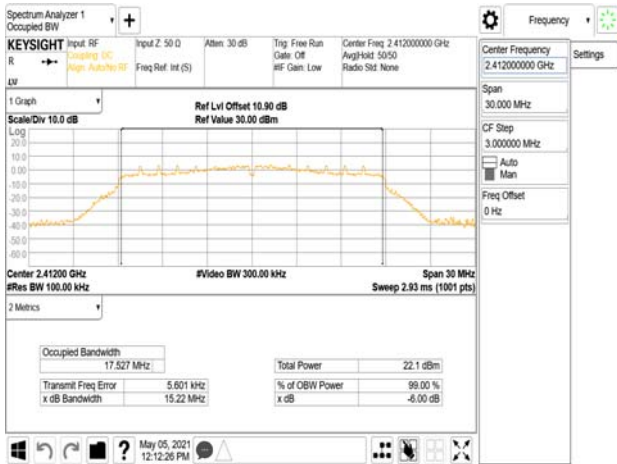 Spectrum Analyzer 1
Occupied BW
+
Frequency
KEYSIGHT
R
Input: RF
Coupling: DC
Align: Auto/No RF
Input Z: 50 Ω
Freq Ref: Int (S)
Atten: 30 dB
Trig: Free Run
Gate: Off
#IF Gain: Low
Center Freq: 2.412000000 GHz
Avg|Hold: 50/50
Radio Std: None
Center Frequency
2.412000000 GHz
Settings
Span
30.000 MHz
CF Step
3.000000 MHz
Auto
Man
Freq Offset
0 Hz
1 Graph
Scale/Div 10.0 dB
Ref Lvl Offset 10.90 dB
Ref Value 30.00 dBm
Log
20.0
10.0
0.00
-10.0
-20.0
-30.0
-40.0
-50.0
-60.0
Center 2.41200 GHz
#Res BW 100.00 kHz
#Video BW 300.00 kHz
Span 30 MHz
Sweep 2.93 ms (1001 pts)
2 Metrics
Occupied Bandwidth
17.527 MHz
Total Power 22.1 dBm
Transmit Freq Error 5.601 kHz
% of OBW Power 99.00 %
x dB Bandwidth 15.22 MHz
x dB -6.00 dB
?
May 05, 2021
12:12:26 PM